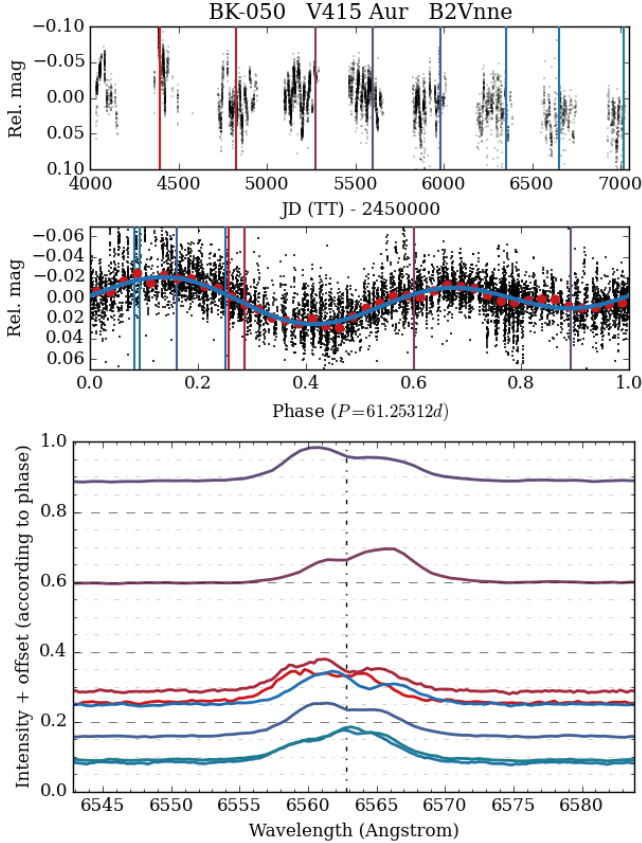 BK-050 V415 Aur B2Vnne
Rel. mag
−0.10
−0.05
0.00
0.05
0.10
4000 4500 5000 5500 6000 6500 7000
JD (TT) - 2450000
Rel. mag
−0.06
−0.04
−0.02
0.00
0.02
0.04
0.06
0.0 0.2 0.4 0.6 0.8 1.0
Phase (P=61.25312d)
Intensity + offset (according to phase)
1.0
0.8
0.6
0.4
0.2
0.0
6545 6550 6555 6560 6565 6570 6575 6580
Wavelength (Angstrom)